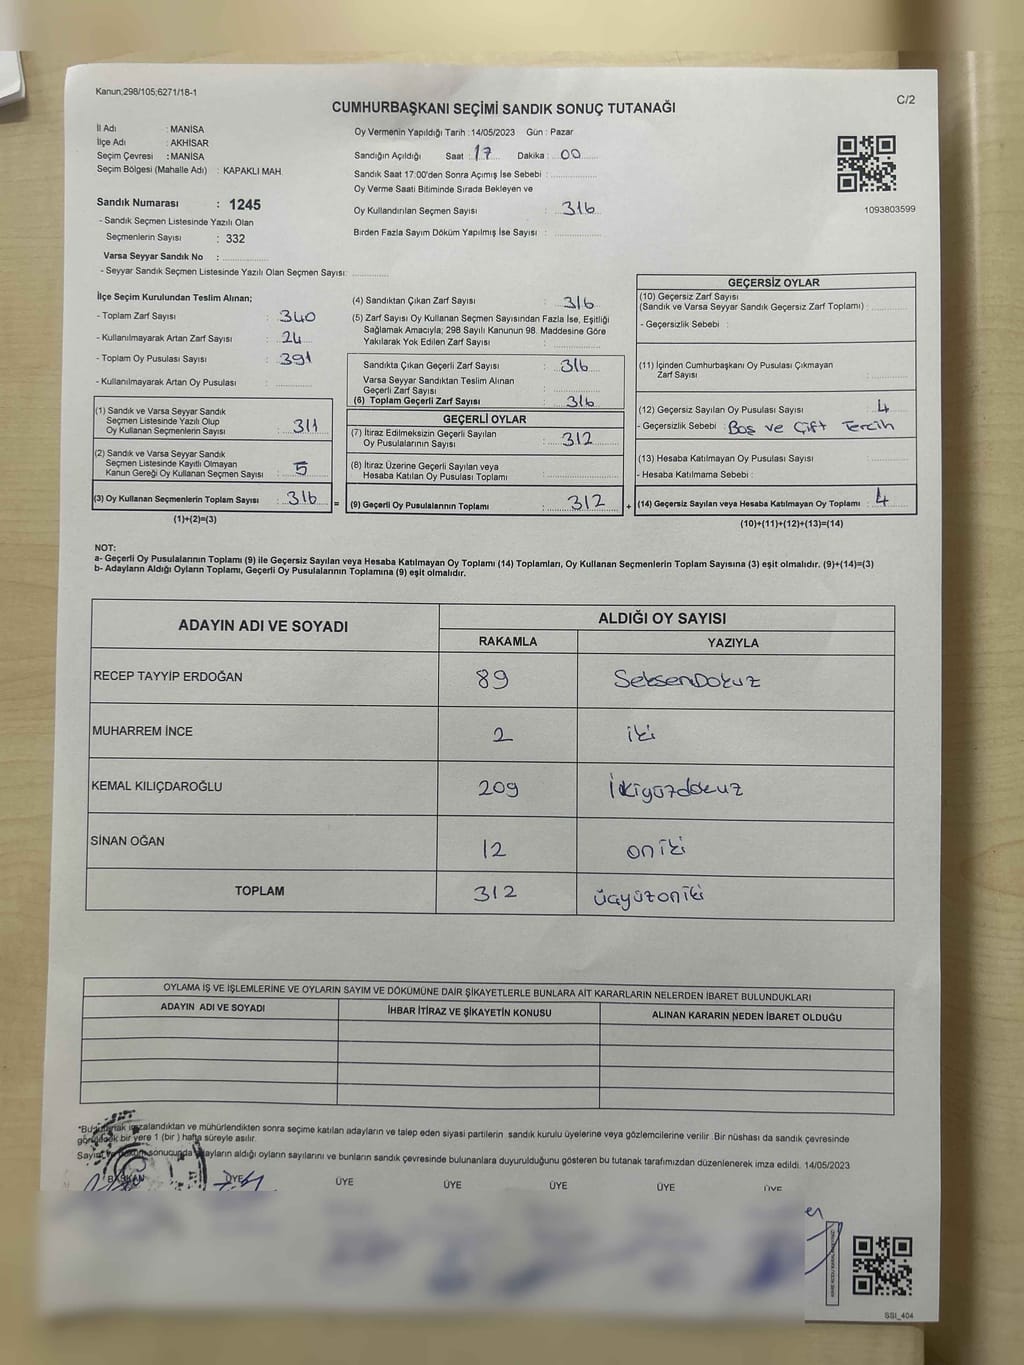 Kanun;298/105;6271/18-1
C/2
CUMHURBAŞKANI SEÇİMİ SANDIK SONUÇ TUTANAĞI
İl Adı : MANİSA
İlçe Adı : AKHİSAR
Seçim Çevresi : MANİSA
Seçim Bölgesi (Mahalle Adı) : KAPAKLI MAH.
Sandık Numarası : 1245
- Sandık Seçmen Listesinde Yazılı Olan
Seçmenlerin Sayısı : 332
Varsa Seyyar Sandık No :
- Seyyar Sandık Seçmen Listesinde Yazılı Olan Seçmen Sayısı:
Oy Vermenin Yapıldığı Tarih :14/05/2023 Gün : Pazar
Sandığın Açıldığı Saat : 17 Dakika : 00
Sandık Saat 17:00'den Sonra Açımış İse Sebebi :
Oy Verme Saati Bitiminde Sırada Bekleyen ve
Oy Kullandırılan Seçmen Sayısı : 316
Birden Fazla Sayım Döküm Yapılmış İse Sayısı :
1093803599
İlçe Seçim Kurulundan Teslim Alınan;
- Toplam Zarf Sayısı : 340
- Kullanılmayarak Artan Zarf Sayısı : 24
- Toplam Oy Pusulası Sayısı : 391
- Kullanılmayarak Artan Oy Pusulası :
(1) Sandık ve Varsa Seyyar Sandık
Seçmen Listesinde Yazılı Olup
Oy Kullanan Seçmenlerin Sayısı : 311
(2) Sandık ve Varsa Seyyar Sandık
Seçmen Listesinde Kayıtlı Olmayan
Kanun Gereği Oy Kullanan Seçmen Sayısı : 5
(3) Oy Kullanan Seçmenlerin Toplam Sayısı : 316 =
(1)+(2)=(3)
(4) Sandıktan Çıkan Zarf Sayısı : 316
(5) Zarf Sayısı Oy Kullanan Seçmen Sayısından Fazla İse, Eşitliği
Sağlamak Amacıyla; 298 Sayılı Kanunun 98. Maddesine Göre
Yakılarak Yok Edilen Zarf Sayısı :
Sandıkta Çıkan Geçerli Zarf Sayısı : 316
Varsa Seyyar Sandıktan Teslim Alınan
Geçerli Zarf Sayısı :
(6) Toplam Geçerli Zarf Sayısı : 316
GEÇERLİ OYLAR
(7) İtiraz Edilmeksizin Geçerli Sayılan
Oy Pusulalarının Sayısı : 312
(8) İtiraz Üzerine Geçerli Sayılan veya
Hesaba Katılan Oy Pusulaları Toplamı :
(9) Geçerli Oy Pusulalarının Toplamı : 312 +
GEÇERSİZ OYLAR
(10) Geçersiz Zarf Sayısı
(Sandık ve Varsa Seyyar Sandık Geçersiz Zarf Toplamı) :
- Geçersizlik Sebebi :
(11) İçinden Cumhurbaşkanı Oy Pusulası Çıkmayan
Zarf Sayısı :
(12) Geçersiz Sayılan Oy Pusulası Sayısı : 4
- Geçersizlik Sebebi : Boş ve Çift Tercih
(13) Hesaba Katılmayan Oy Pusulası Sayısı :
- Hesaba Katılmama Sebebi :
(14) Geçersiz Sayılan veya Hesaba Katılmayan Oy Toplamı : 4
(10)+(11)+(12)+(13)=(14)
NOT:
a- Geçerli Oy Pusulalarının Toplamı (9) ile Geçersiz Sayılan veya Hesaba Katılmayan Oy Toplamı (14) Toplamları, Oy Kullanan Seçmenlerin Toplam Sayısına (3) eşit olmalıdır. (9)+(14)=(3)
b- Adayların Aldığı Oyların Toplamı, Geçerli Oy Pusulalarının Toplamına (9) eşit olmalıdır.
ADAYIN ADI VE SOYADI ALDIĞI OY SAYISI
RAKAMLA YAZIYLA
RECEP TAYYİP ERDOĞAN 89 SeksenDokuz
MUHARREM İNCE 2 iki
KEMAL KILIÇDAROĞLU 209 İkiyüzdokuz
SİNAN OĞAN 12 oniki
TOPLAM 312 üçyüzoniki
OYLAMA İŞ VE İŞLEMLERİNE VE OYLARIN SAYIM VE DÖKÜMÜNE DAİR ŞİKAYETLERLE BUNLARA AİT KARARLARIN NELERDEN İBARET BULUNDUKLARI
ADAYIN ADI VE SOYADI İHBAR İTİRAZ VE ŞİKAYETİN KONUSU ALINAN KARARIN NEDEN İBARET OLDUĞU
imzalandıktan ve mühürlendikten sonra seçime katılan adayların ve talep eden siyasi partilerin sandık kurulu üyelerine veya gözlemcilerine verilir. Bir nüshası da sandık çevresinde
bir yere 1 (bir ) hafta süreyle asılır.
sonucunda adayların aldığı oyların sayılarını ve bunların sandık çevresinde bulunanlara duyurulduğunu gösteren bu tutanak tarafımızdan düzenlenerek imza edildi. 14/05/2023
BAŞKAN ÜYE ÜYE ÜYE ÜYE ÜYE ÜYE
SSI_404